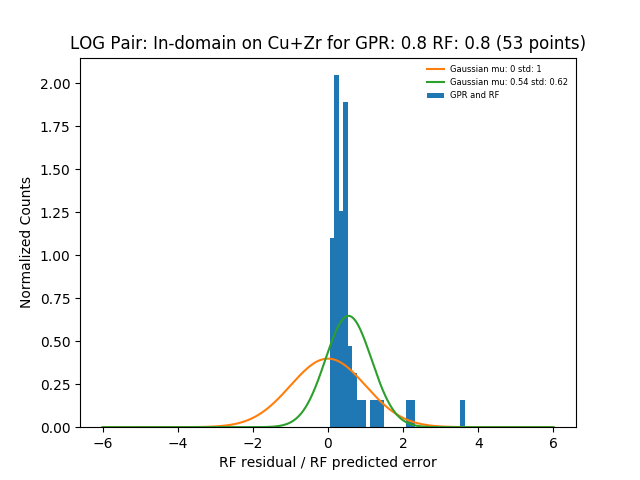 LOG Pair: In-domain on Cu+Zr for GPR: 0.8 RF: 0.8 (53 points)
Gaussian mu: 0 std: 1
Gaussian mu: 0.54 std: 0.62
GPR and RF
Normalized Counts
2.00
1.75
1.50
1.25
1.00
0.75
0.50
0.25
0.00
−6 −4 −2 0 2 4 6
RF residual / RF predicted error